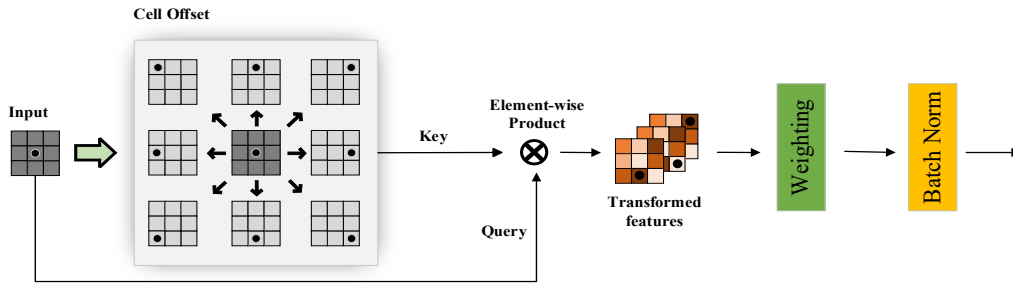 Cell Offset
Input
Key
Element-wise
Product
Query
Transformed
features
Weighting
Batch Norm